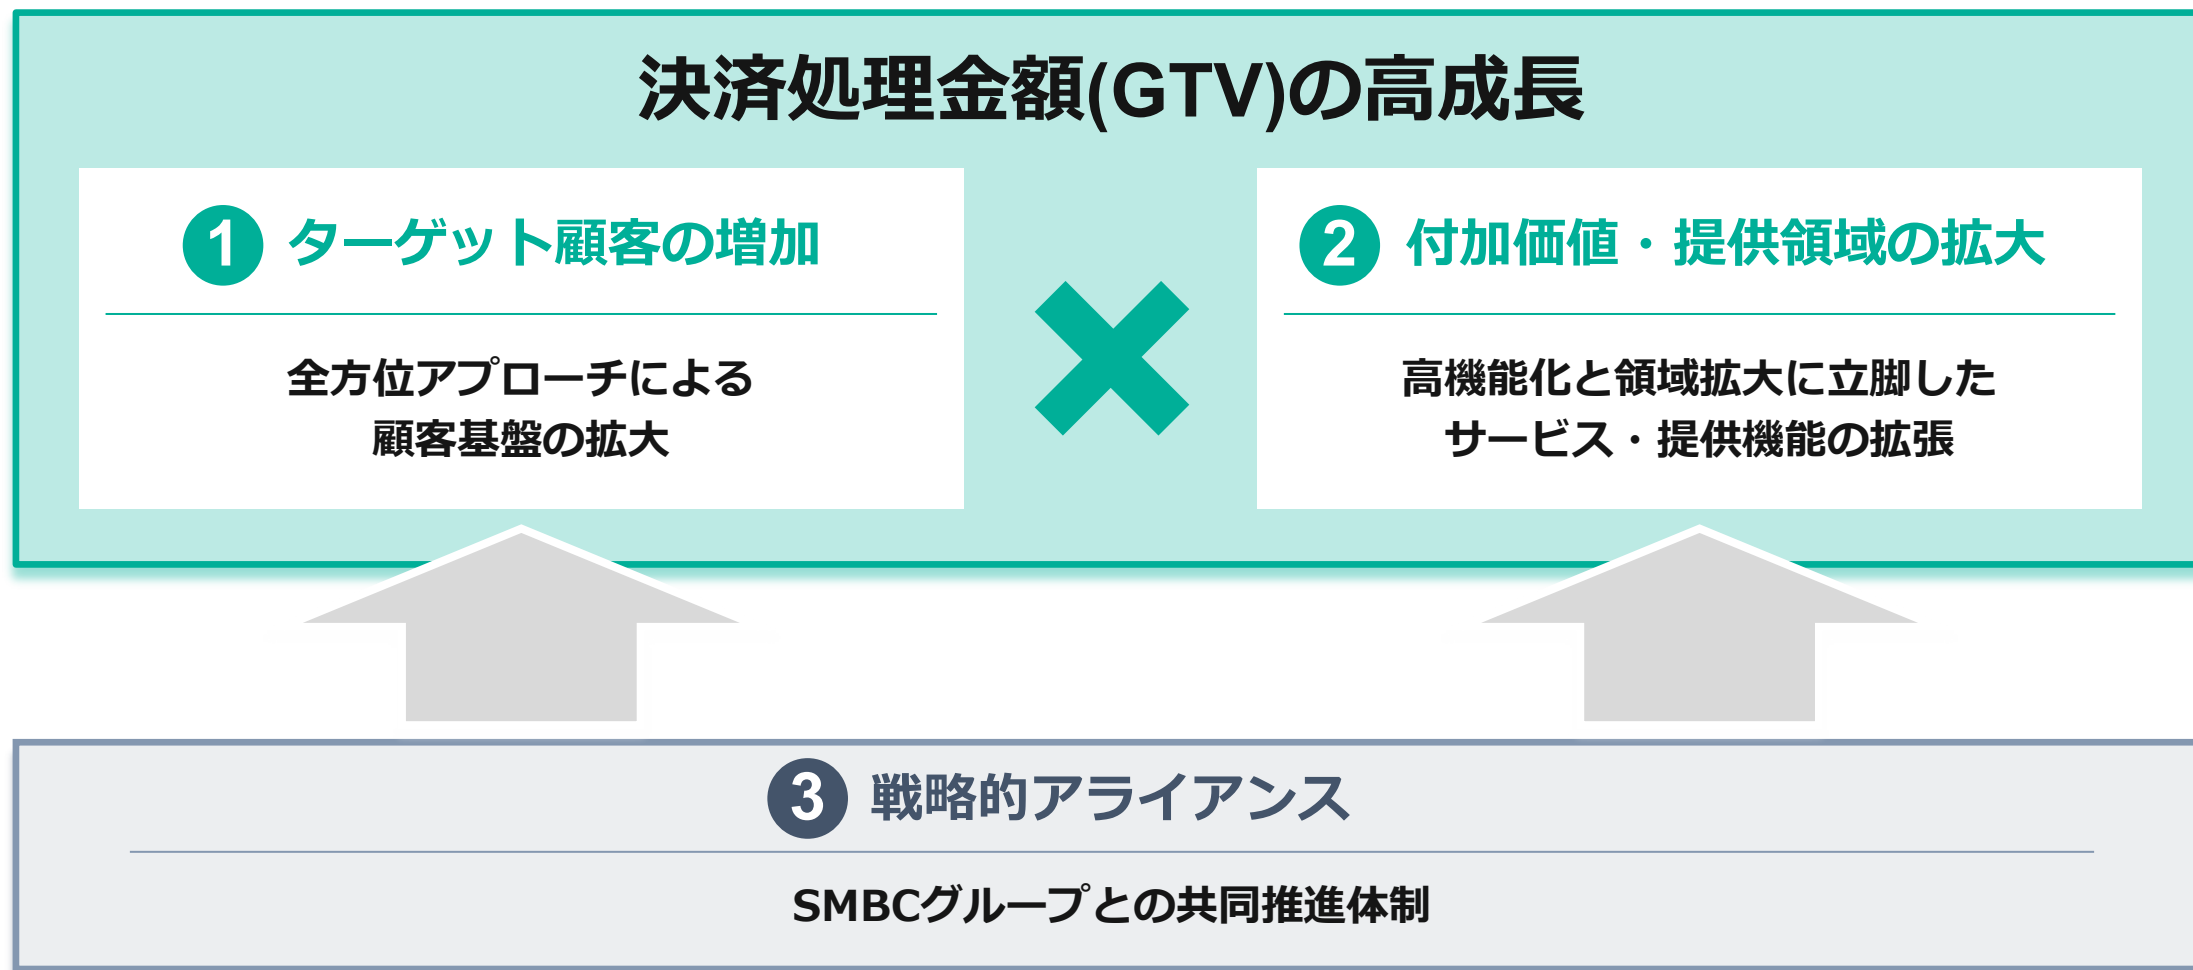 決済処理金額(GTV)の高成長
1 ターゲット顧客の増加
全方位アプローチによる
顧客基盤の拡大
2 付加価値・提供領域の拡大
高機能化と領域拡大に立脚した
サービス・提供機能の拡張
3 戦略的アライアンス
SMBCグループとの共同推進体制